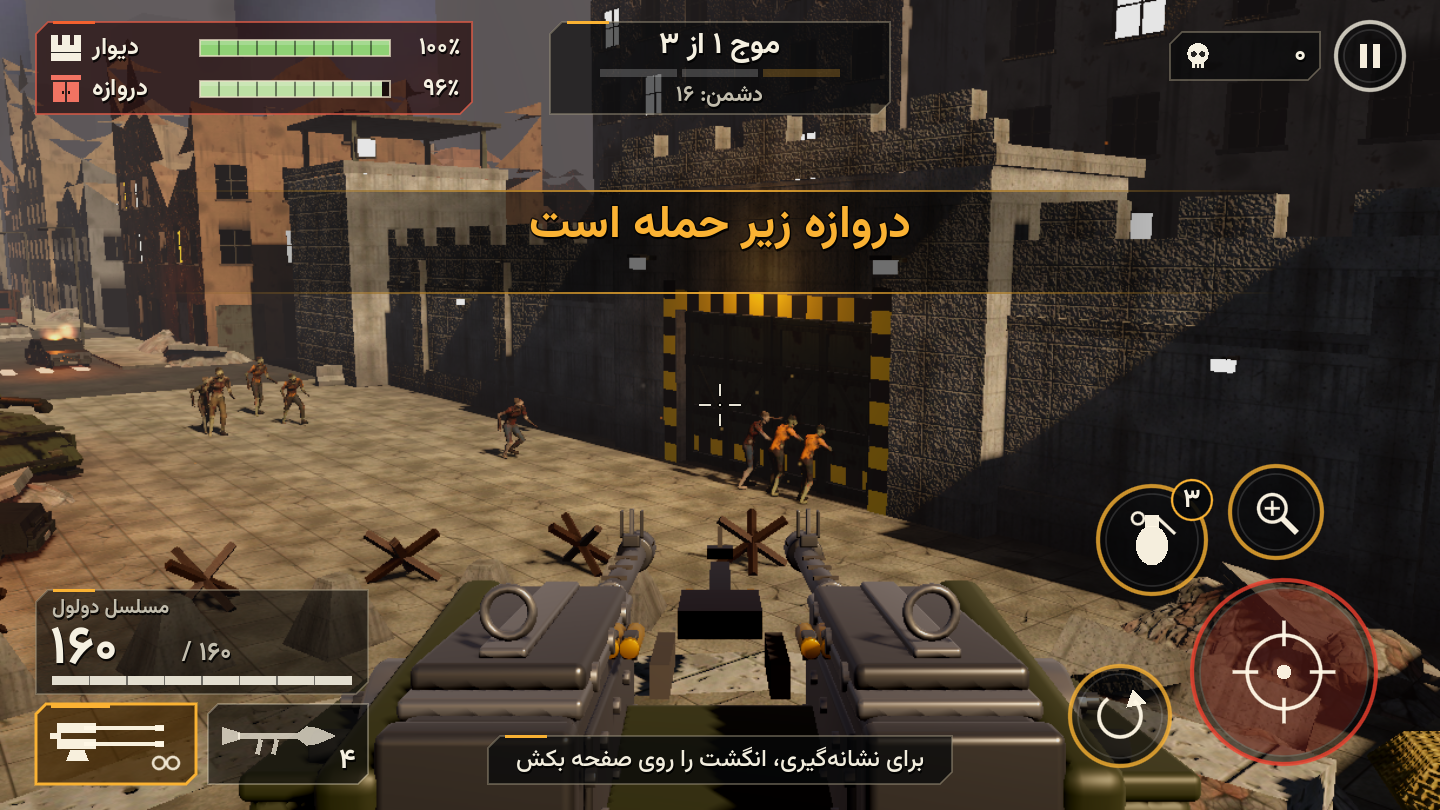 دیوار ۱۰۰٪
دروازه ۹۶٪
موج ۱ از ۳
دشمن: ۱۶
۰
دروازه زیر حمله است
۳
مسلسل دولول
۱۶۰ / ۱۶۰
∞
۴
برای نشانه‌گیری، انگشت را روی صفحه بکش